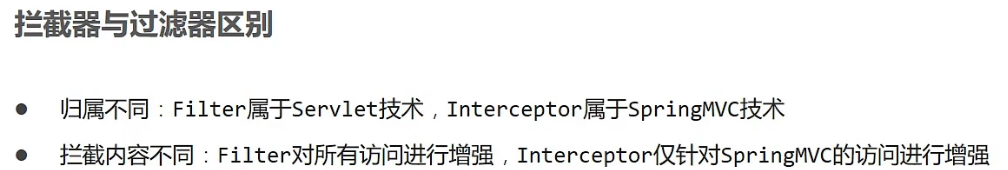 拦截器与过滤器区别
● 归属不同：Filter属于Servlet技术，Interceptor属于SpringMVC技术
● 拦截内容不同：Filter对所有访问进行增强，Interceptor仅针对SpringMVC的访问进行增强